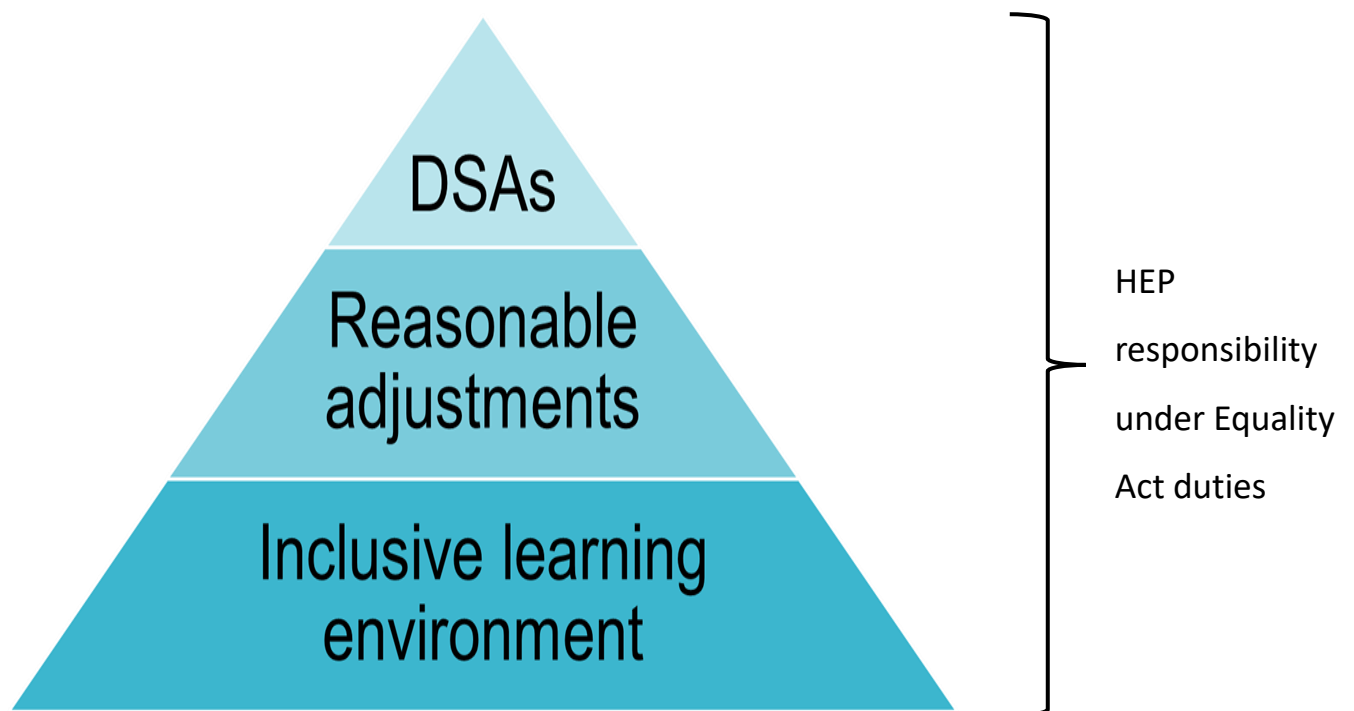 DSAs
Reasonable
adjustments
Inclusive learning
environment
HEP
responsibility
under Equality
Act duties